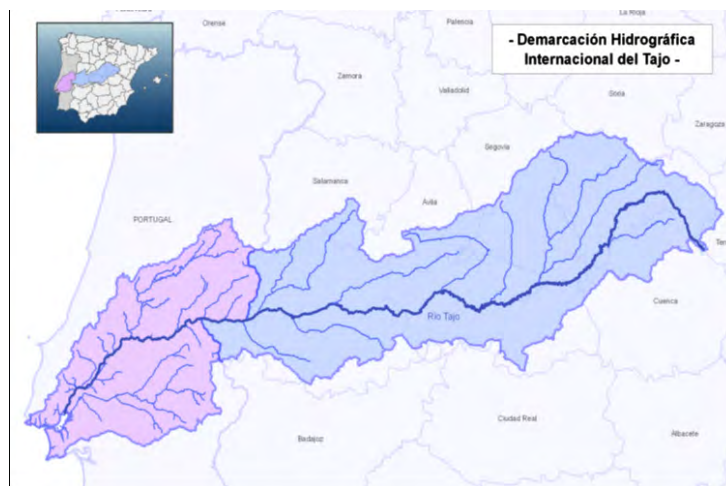 Orense
Palencia
La Rioja
- Demarcación Hidrográfica
Internacional del Tajo -
Zamora
Valladolid
Soria
Zaragoza
Segovia
Salamanca
Avila
PORTUGAL
Ter
Cuenca
Río Tajo
Ciudad Real
Badajoz
Albacete